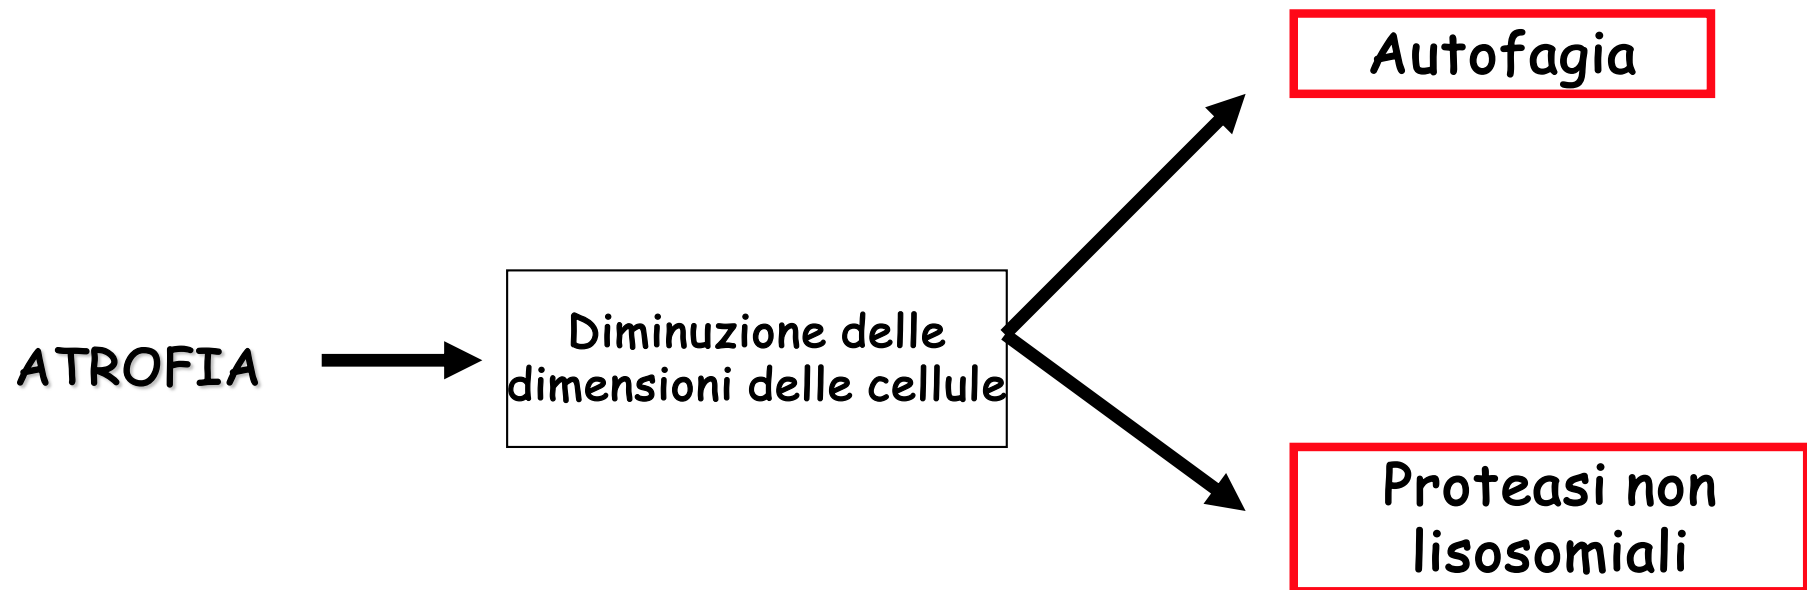 Autofagia
ATROFIA
Diminuzione delle
dimensioni delle cellule
Proteasi non
lisosomiali